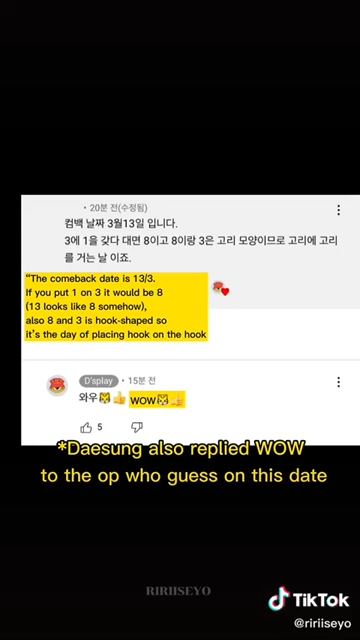 • 20분 전(수정됨)
컴백 날짜 3월13일 입니다.
3에 1을 갖다 대면 8이고 8이랑 3은 고리 모양이므로 고리에 고리
를 거는 날 이죠.
“The comeback date is 13/3.
If you put 1 on 3 it would be 8
(13 looks like 8 somehow),
also 8 and 3 is hook-shaped so
it's the day of placing hook on the hook
D'splay • 15분 전
와우🐯👍 WOW🐯👍
5
*Daesung also replied WOW
to the op who guess on this date
RIRIISEYO
TikTok
@ririiseyo